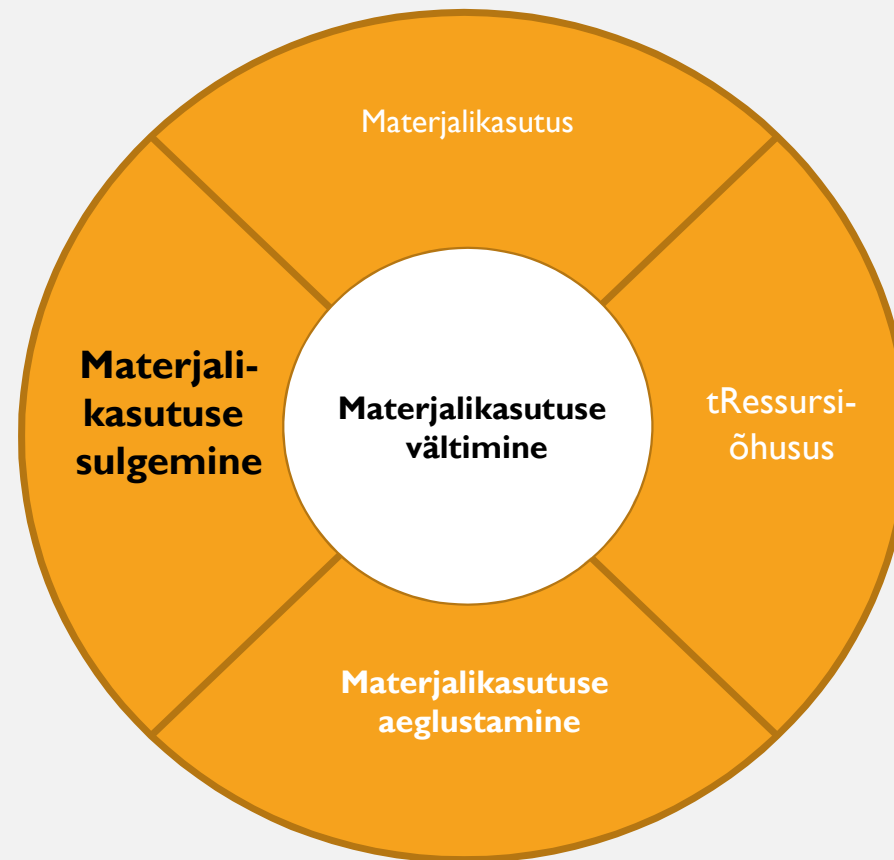 Materjalikasutus
Materjali-
kasutuse
sulgemine
Materjalikasutuse
vältimine
tRessursi-
õhusus
Materjalikasutuse
aeglustamine